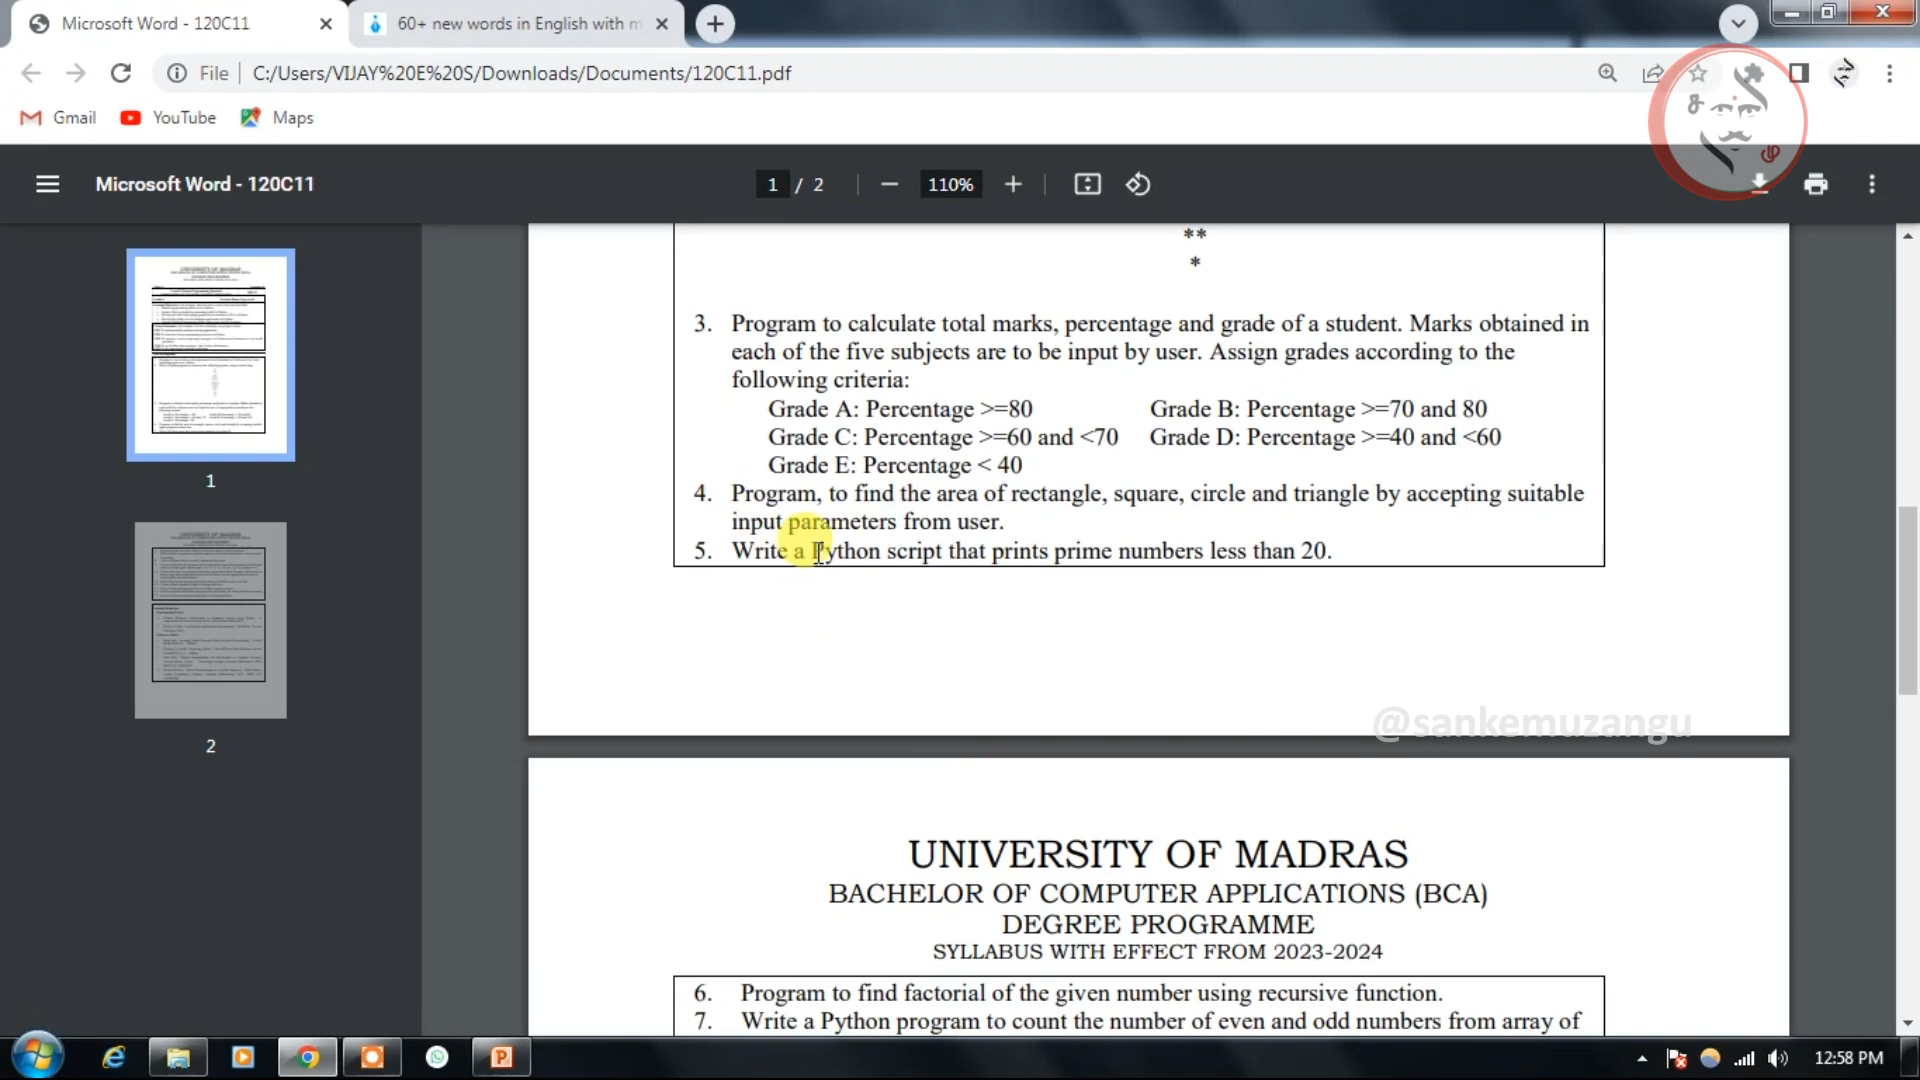 Microsoft Word - 120C11
60+ new words in English with m
File
C:/Users/VIJAY%20E%20S/Downloads/Documents/120C11.pdf
Gmail
YouTube
Maps
Microsoft Word - 120C11
1 / 2
110%
**
*
3. Program to calculate total marks, percentage and grade of a student. Marks obtained in
each of the five subjects are to be input by user. Assign grades according to the
following criteria:
Grade A: Percentage >=80 Grade B: Percentage >=70 and 80
Grade C: Percentage >=60 and <70 Grade D: Percentage >=40 and <60
Grade E: Percentage < 40
4. Program, to find the area of rectangle, square, circle and triangle by accepting suitable
input parameters from user.
5. Write a Python script that prints prime numbers less than 20.
1
2
@sankemuzangu
UNIVERSITY OF MADRAS
BACHELOR OF COMPUTER APPLICATIONS (BCA)
DEGREE PROGRAMME
SYLLABUS WITH EFFECT FROM 2023-2024
6. Program to find factorial of the given number using recursive function.
7. Write a Python program to count the number of even and odd numbers from array of
12:58 PM